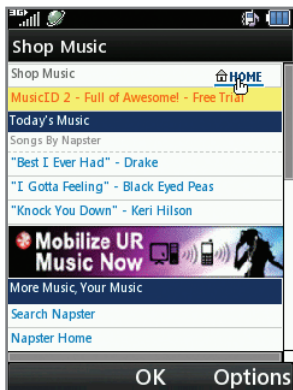 3G
Shop Music
Shop Music HOME
MusicID 2 - Full of Awesome! - Free Trial
Today's Music
Songs By Napster
"Best I Ever Had" - Drake
"I Gotta Feeling" - Black Eyed Peas
"Knock You Down" - Keri Hilson
Mobilize UR
Music Now
More Music, Your Music
Search Napster
Napster Home
OK Options